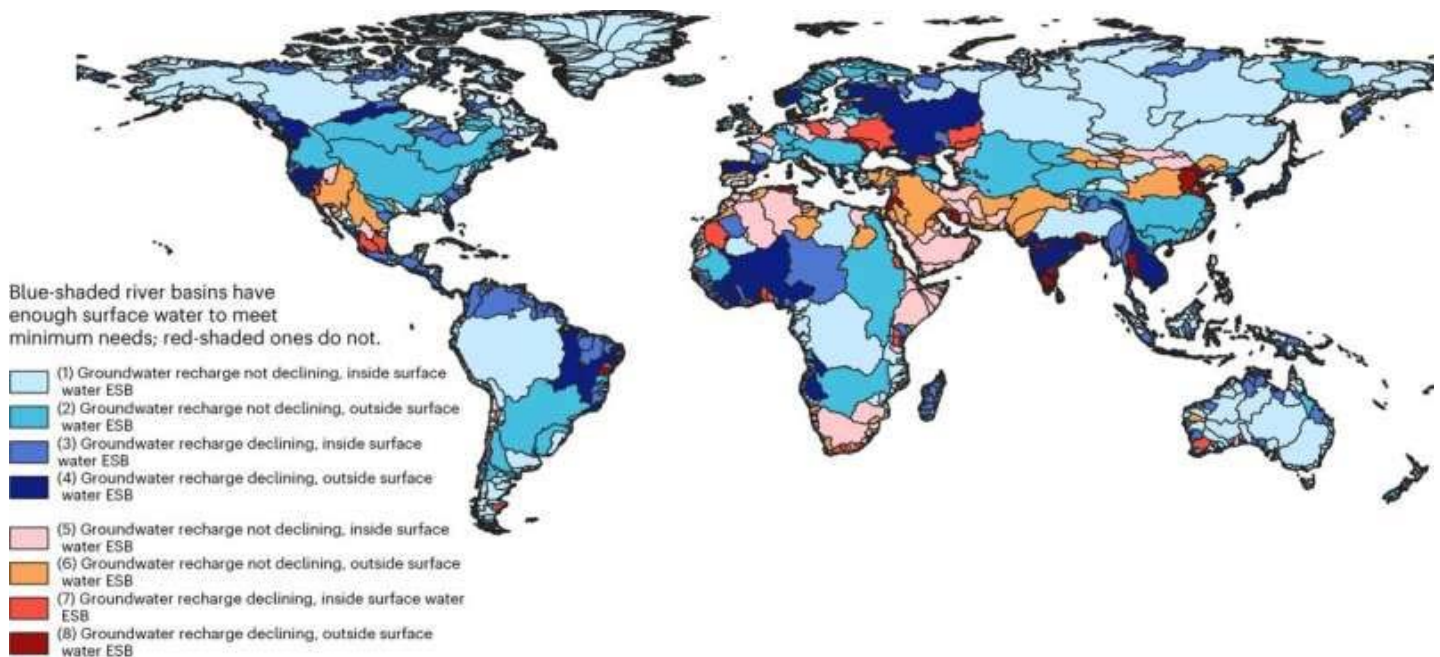 Blue-shaded river basins have
enough surface water to meet
minimum needs; red-shaded ones do not.
(1) Groundwater recharge not declining, inside surface
water ESB
(2) Groundwater recharge not declining, outside surface
water ESB
(3) Groundwater recharge declining, inside surface
water ESB
(4) Groundwater recharge declining, outside surface
water ESB
(5) Groundwater recharge not declining, inside surface
water ESB
(6) Groundwater recharge not declining, outside surface
water ESB
(7) Groundwater recharge declining, inside surface water
ESB
(8) Groundwater recharge declining, outside surface
water ESB